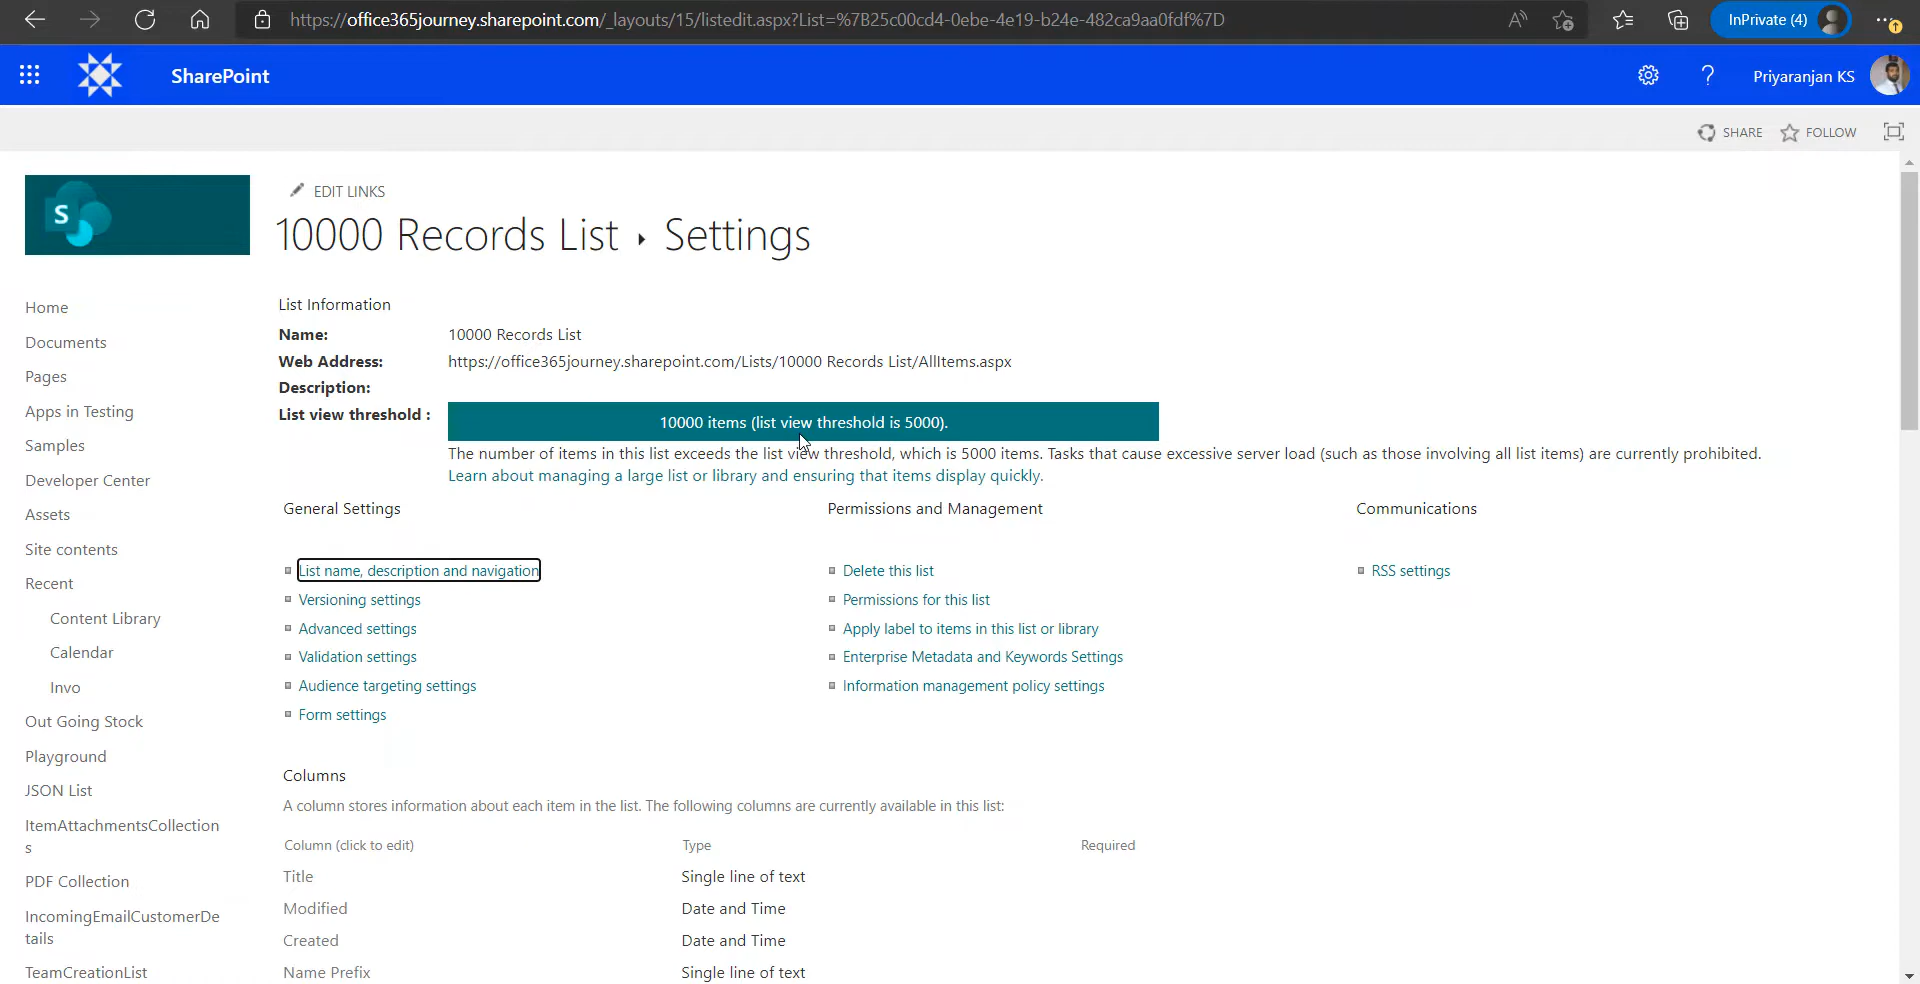 https://office365journey.sharepoint.com/_layouts/15/listedit.aspx?List=%7B25c00cd4-0ebe-4e19-b24e-482ca9aa0fdf%7D
InPrivate (4)
SharePoint
Priyaranjan KS
SHARE
FOLLOW
S
EDIT LINKS
10000 Records List ▸ Settings
Home
Documents
Pages
Apps in Testing
Samples
Developer Center
Assets
Site contents
Recent
Content Library
Calendar
Invo
Out Going Stock
Playground
JSON List
ItemAttachmentsCollection
s
PDF Collection
IncomingEmailCustomerDe
tails
TeamCreationList
List Information
Name: 10000 Records List
Web Address: https://office365journey.sharepoint.com/Lists/10000 Records List/AllItems.aspx
Description:
List view threshold : 10000 items (list view threshold is 5000).
The number of items in this list exceeds the list view threshold, which is 5000 items. Tasks that cause excessive server load (such as those involving all list items) are currently prohibited.
Learn about managing a large list or library and ensuring that items display quickly.
General Settings
List name, description and navigation
Versioning settings
Advanced settings
Validation settings
Audience targeting settings
Form settings
Permissions and Management
Delete this list
Permissions for this list
Apply label to items in this list or library
Enterprise Metadata and Keywords Settings
Information management policy settings
Communications
RSS settings
Columns
A column stores information about each item in the list. The following columns are currently available in this list:
Column (click to edit) Type Required
Title Single line of text
Modified Date and Time
Created Date and Time
Name Prefix Single line of text